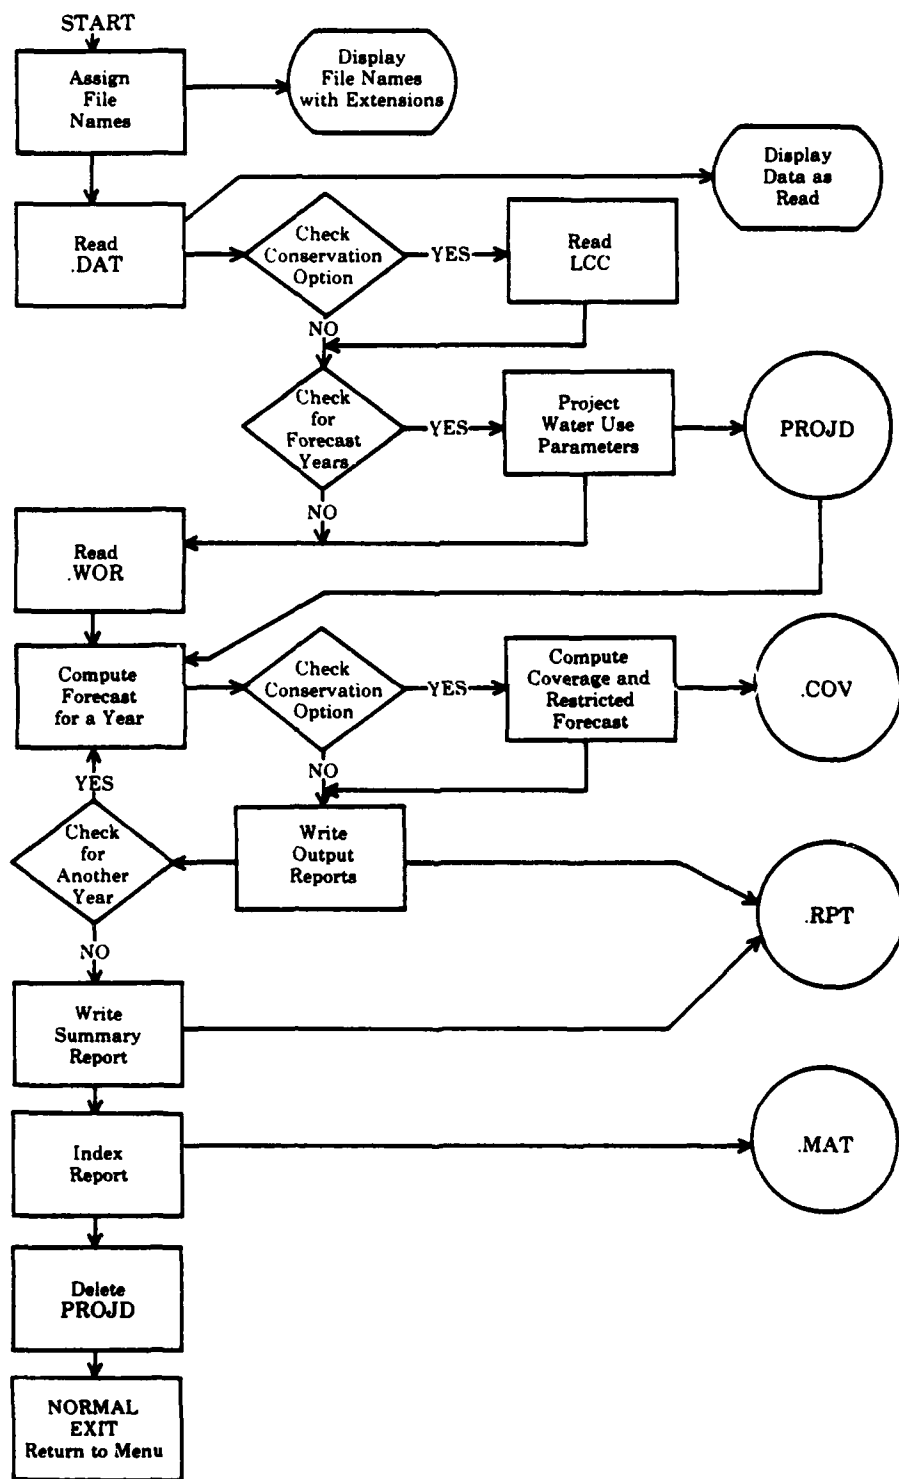 START
Assign
File
Names
Display
File Names
with Extensions
Display
Data as
Read
Read
.DAT
Check
Conservation
Option
YES
Read
LCC
NO
Check
for
Forecast
Years
YES
Project
Water Use
Parameters
PROJD
NO
Read
.WOR
Compute
Forecast
for a Year
Check
Conservation
Option
YES
Compute
Coverage and
Restricted
Forecast
.COV
NO
YES
Check
for
Another
Year
Write
Output
Reports
.RPT
NO
Write
Summary
Report
Index
Report
.MAT
Delete
PROJD
NORMAL
EXIT
Return to Menu